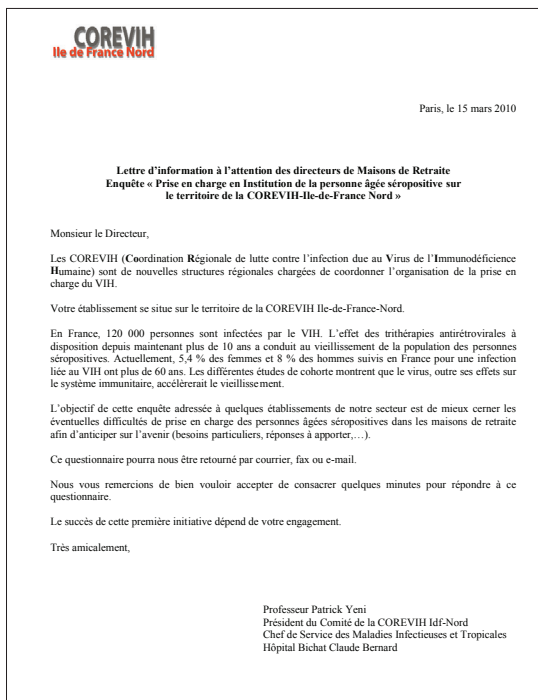 COREVIH
Ile de France Nord
Paris, le 15 mars 2010
Lettre d'information à l'attention des directeurs de Maisons de Retraite
Enquête « Prise en charge en Institution de la personne âgée séropositive sur
le territoire de la COREVIH-Ile-de-France Nord »
Monsieur le Directeur,
Les COREVIH (Coordination Régionale de lutte contre l'infection due au Virus de l'Immunodéficience
Humaine) sont de nouvelles structures régionales chargées de coordonner l'organisation de la prise en
charge du VIH.
Votre établissement se situe sur le territoire de la COREVIH Ile-de-France-Nord.
En France, 120 000 personnes sont infectées par le VIH. L'effet des trithérapies antirétrovirales à
disposition depuis maintenant plus de 10 ans a conduit au vieillissement de la population des personnes
séropositives. Actuellement, 5,4 % des femmes et 8 % des hommes suivis en France pour une infection
liée au VIH ont plus de 60 ans. Les différentes études de cohorte montrent que le virus, outre ses effets sur
le système immunitaire, accélérerait le vieillissement.
L'objectif de cette enquête adressée à quelques établissements de notre secteur est de mieux cerner les
éventuelles difficultés de prise en charge des personnes âgées séropositives dans les maisons de retraite
afin d'anticiper sur l'avenir (besoins particuliers, réponses à apporter,…).
Ce questionnaire pourra nous être retourné par courrier, fax ou e-mail.
Nous vous remercions de bien vouloir accepter de consacrer quelques minutes pour répondre à ce
questionnaire.
Le succès de cette première initiative dépend de votre engagement.
Très amicalement,
Professeur Patrick Yeni
Président du Comité de la COREVIH Idf-Nord
Chef de Service des Maladies Infectieuses et Tropicales
Hôpital Bichat Claude Bernard